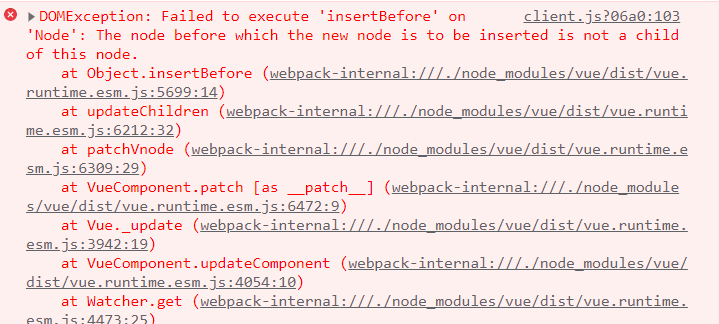 DOMException: Failed to execute 'insertBefore' on client.js?06a0:103
'Node': The node before which the new node is to be inserted is not a child
of this node.
at Object.insertBefore (webpack-internal:///./node_modules/vue/dist/vue.
runtime.esm.js:5699:14)
at updateChildren (webpack-internal:///./node_modules/vue/dist/vue.runti
me.esm.js:6212:32)
at patchVnode (webpack-internal:///./node_modules/vue/dist/vue.runtime.e
sm.js:6309:29)
at VueComponent.patch [as __patch__] (webpack-internal:///./node_module
s/vue/dist/vue.runtime.esm.js:6472:9)
at Vue._update (webpack-internal:///./node_modules/vue/dist/vue.runtime.
esm.js:3942:19)
at VueComponent.updateComponent (webpack-internal:///./node_modules/vue/
dist/vue.runtime.esm.js:4054:10)
at Watcher.get (webpack-internal:///./node_modules/vue/dist/vue.runtime.
esm.js:4473:25)